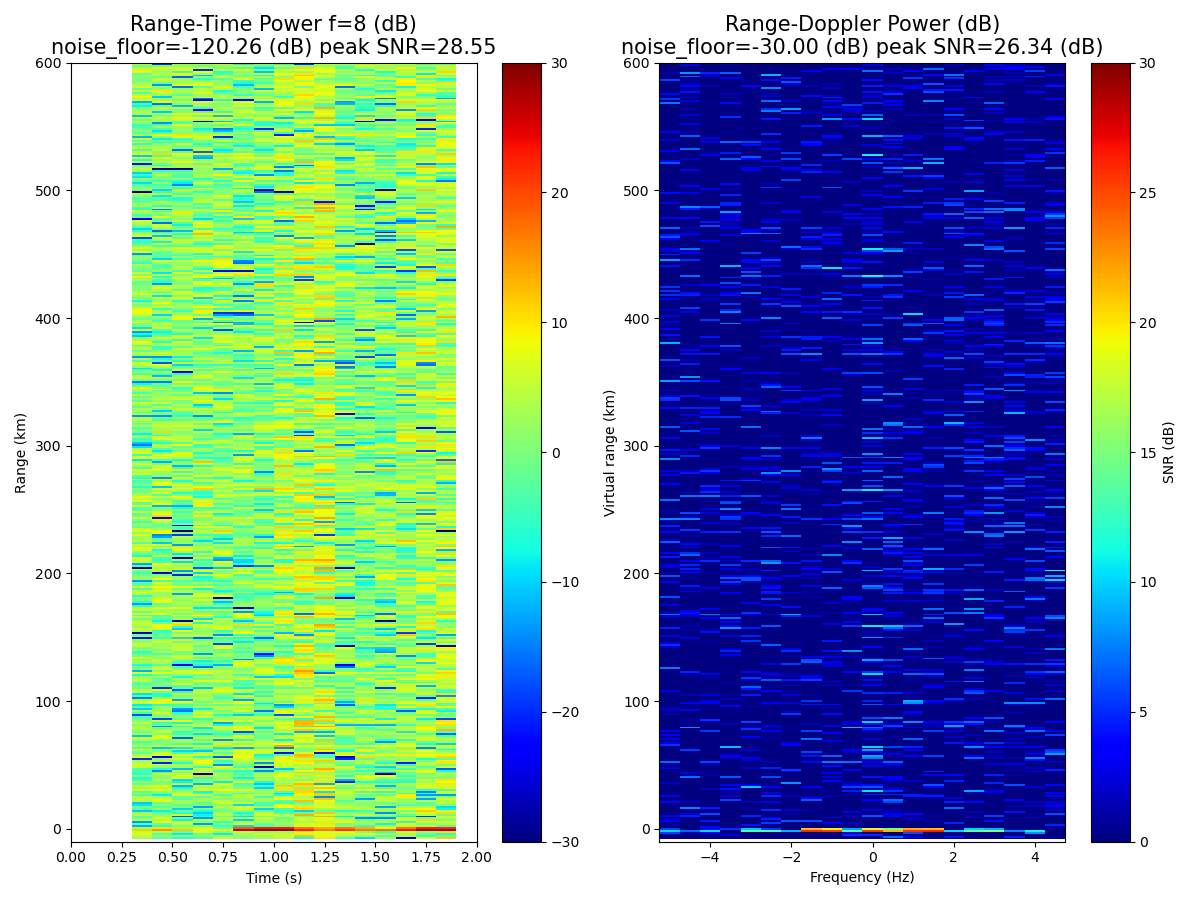 Range-Time Power f=8 (dB)
noise_floor=-120.26 (dB) peak SNR=28.55
Range-Doppler Power (dB)
noise_floor=-30.00 (dB) peak SNR=26.34 (dB)
600
500
400
300
200
100
0
Range (km)
0.00 0.25 0.50 0.75 1.00 1.25 1.50 1.75 2.00
Time (s)
30
20
10
0
−10
−20
−30
600
500
400
300
200
100
0
Virtual range (km)
−4 −2 0 2 4
Frequency (Hz)
30
25
20
15
10
5
0
SNR (dB)